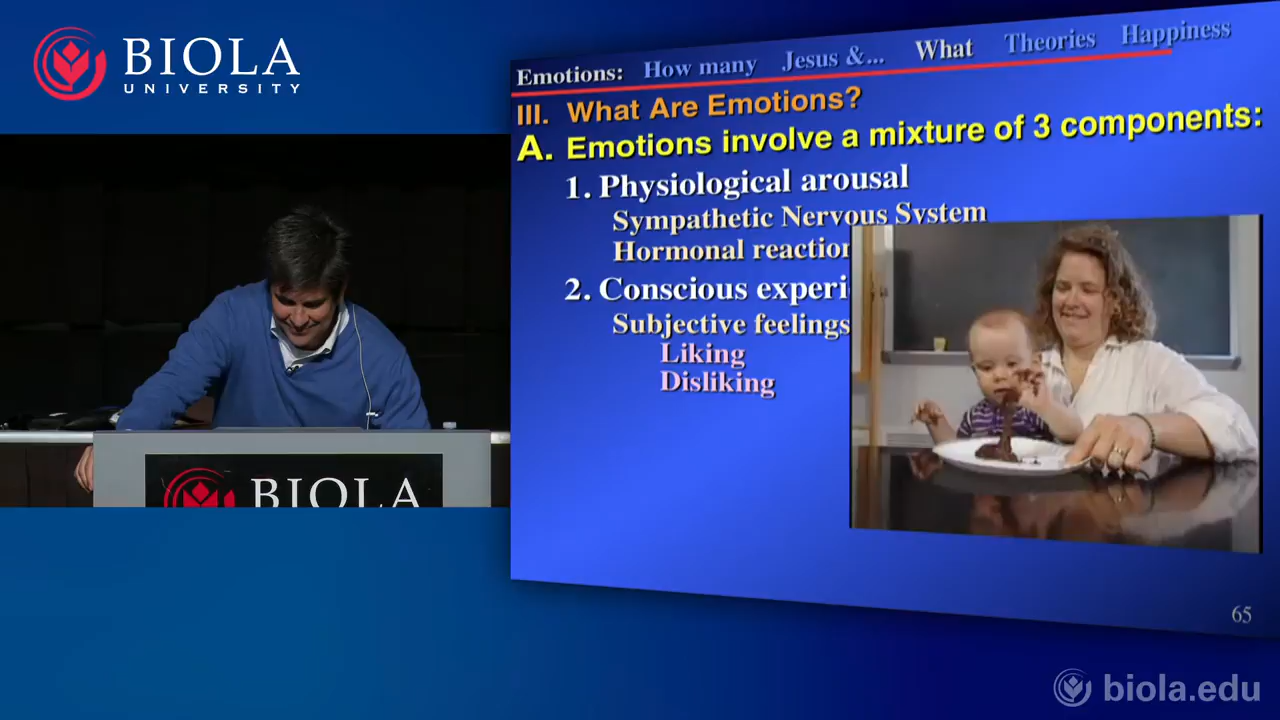 BIOLA
UNIVERSITY
Emotions: How many Jesus &... What Theories Happiness
III. What Are Emotions?
A. Emotions involve a mixture of 3 components:
1. Physiological arousal
Sympathetic Nervous System
Hormonal reaction
2. Conscious experi
Subjective feelings
Liking
Disliking
65
BIOLA
biola.edu